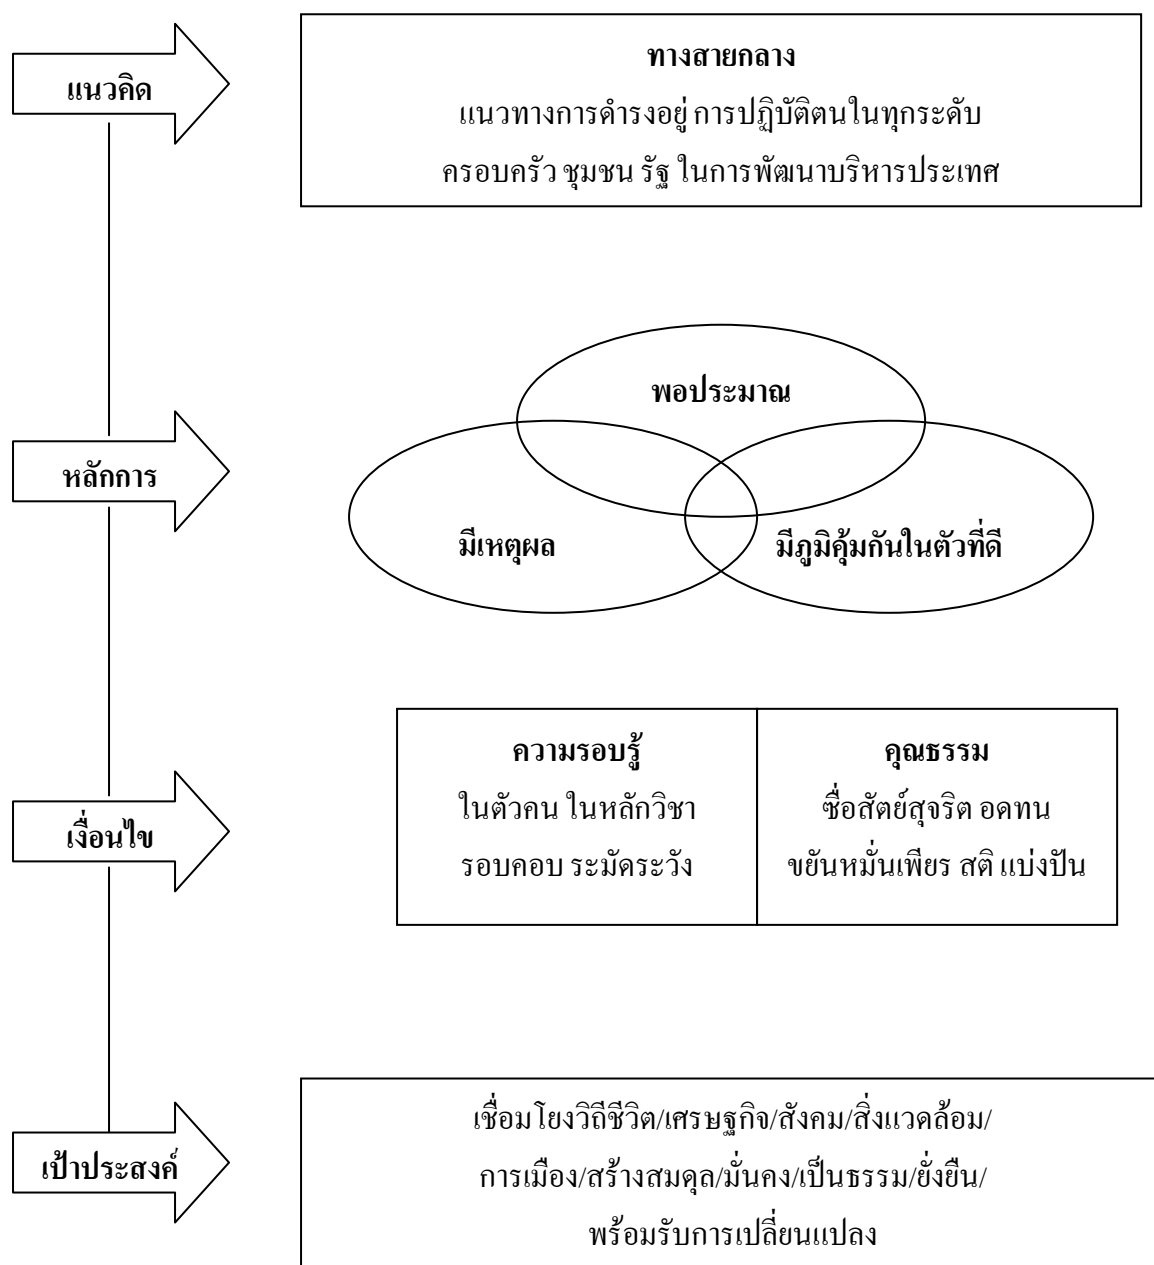 แนวคิด
ทางสายกลาง
แนวทางการดำรงอยู่ การปฏิบัติตนในทุกระดับ
ครอบครัว ชุมชน รัฐ ในการพัฒนาบริหารประเทศ
หลักการ
พอประมาณ
มีเหตุผล
มีภูมิคุ้มกันในตัวที่ดี
เงื่อนไข
ความรอบรู้
ในตัวคน ในหลักวิชา
รอบคอบ ระมัดระวัง
คุณธรรม
ซื่อสัตย์สุจริต อดทน
ขยันหมั่นเพียร สติ แบ่งปัน
เป้าประสงค์
เชื่อมโยงวิถีชีวิต/เศรษฐกิจ/สังคม/สิ่งแวดล้อม/
การเมือง/สร้างสมดุล/มั่นคง/เป็นธรรม/ยั่งยืน/
พร้อมรับการเปลี่ยนแปลง